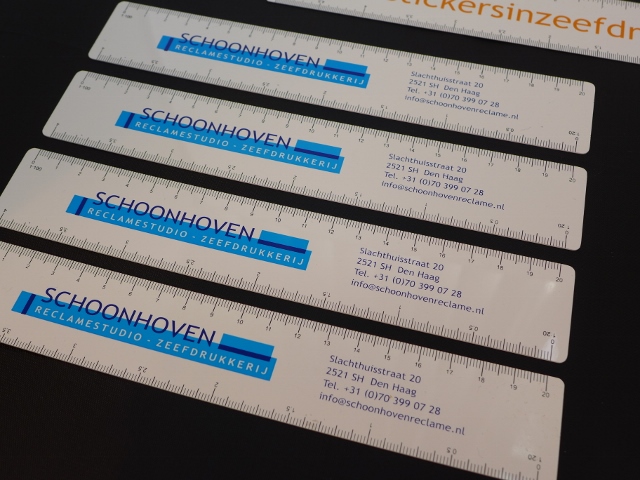 stickersinzeefdr
SCHOONHOVEN
RECLAMESTUDIO - ZEEFDRUKKERIJ
Slachthuisstraat 20
2521 SH Den Haag
Tel. +31 (0)70 399 07 28
info@schoonhovenreclame.nl
SCHOONHOVEN
RECLAMESTUDIO - ZEEFDRUKKERIJ
Slachthuisstraat 20
2521 SH Den Haag
Tel. +31 (0)70 399 07 28
info@schoonhovenreclame.nl
SCHOONHOVEN
RECLAMESTUDIO - ZEEFDRUKKERIJ
Slachthuisstraat 20
2521 SH Den Haag
Tel. +31 (0)70 399 07 28
info@schoonhovenreclame.nl
SCHOONHOVEN
RECLAMESTUDIO - ZEEFDRUKKERIJ
Slachthuisstraat 20
2521 SH Den Haag
Tel. +31 (0)70 399 07 28
info@schoonhovenreclame.nl